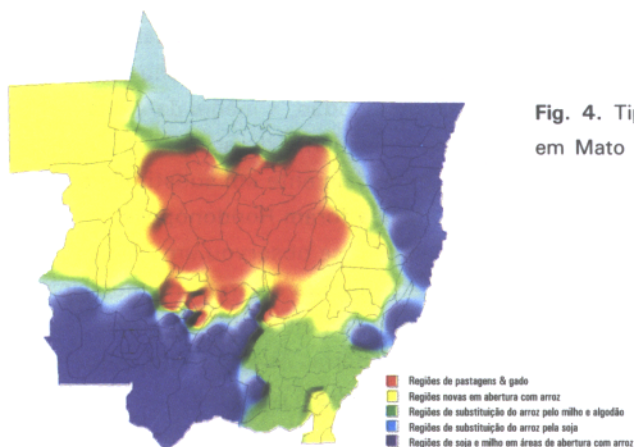 Fig. 4. Tip
em Mato
Regiões de pastagens & gado
Regiões novas em abertura com arroz
Regiões de substituição do arroz pelo milho e algodão
Regiões de substituição do arroz pela soja
Regiões de soja e milho em áreas de abertura com arroz